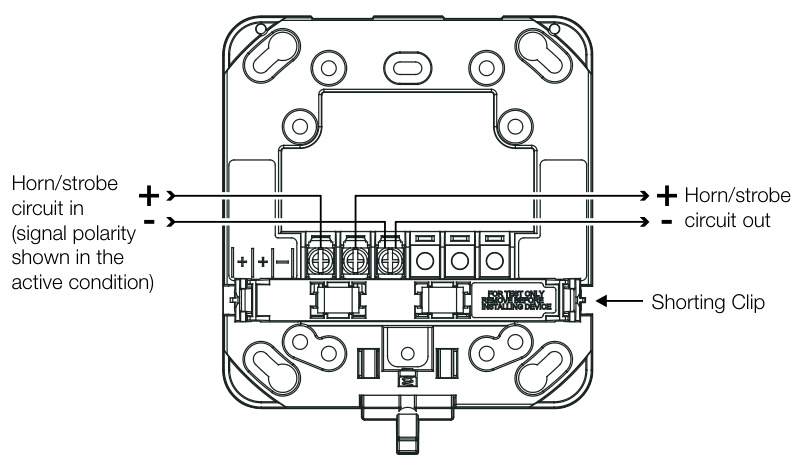 Horn/strobe
circuit in
(signal polarity
shown in the
active condition)
+
-
+
-
Horn/strobe
circuit out
+ + -
FOR TEST ONLY
REMOVE BEFORE
INSTALLING DEVICE
Shorting Clip